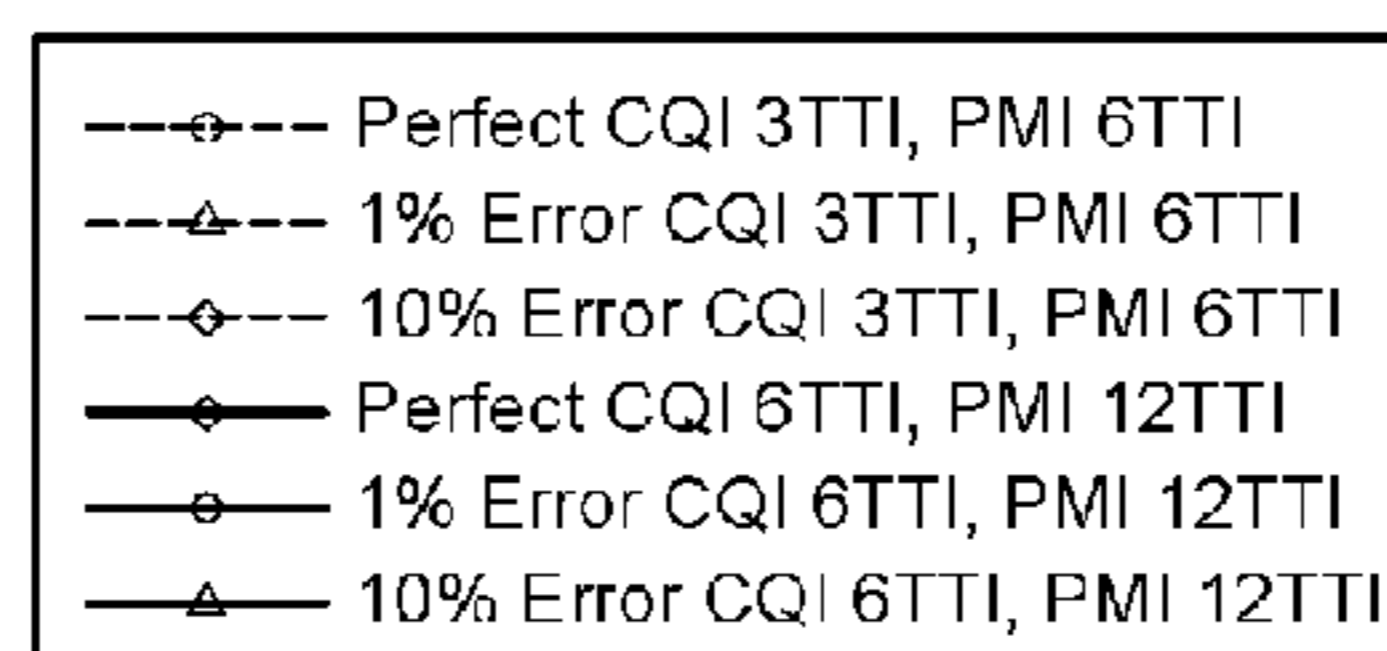 Perfect CQI 3TTI, PMI 6TTI
1% Error CQI 3TTI, PMI 6TTI
10% Error CQI 3TTI, PMI 6TTI
Perfect CQI 6TTI, PMI 12TTI
1% Error CQI 6TTI, PMI 12TTI
10% Error CQI 6TTI, PMI 12TTI